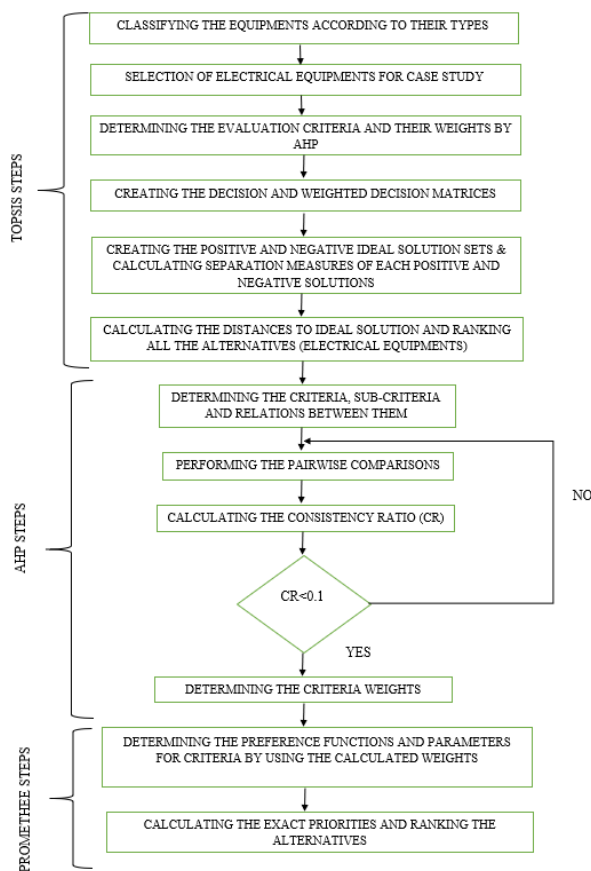 TOPSIS STEPS
CLASSIFYING THE EQUIPMENTS ACCORDING TO THEIR TYPES
SELECTION OF ELECTRICAL EQUIPMENTS FOR CASE STUDY
DETERMINING THE EVALUATION CRITERIA AND THEIR WEIGHTS BY
AHP
CREATING THE DECISION AND WEIGHTED DECISION MATRICES
CREATING THE POSITIVE AND NEGATIVE IDEAL SOLUTION SETS &
CALCULATING SEPARATION MEASURES OF EACH POSITIVE AND
NEGATIVE SOLUTIONS
CALCULATING THE DISTANCES TO IDEAL SOLUTION AND RANKING
ALL THE ALTERNATIVES (ELECTRICAL EQUIPMENTS)
AHP STEPS
DETERMINING THE CRITERIA, SUB-CRITERIA
AND RELATIONS BETWEEN THEM
PERFORMING THE PAIRWISE COMPARISONS
CALCULATING THE CONSISTENCY RATIO (CR)
NO
CR<0.1
YES
DETERMINING THE CRITERIA WEIGHTS
PROMETHEE STEPS
DETERMINING THE PREFERENCE FUNCTIONS AND PARAMETERS
FOR CRITERIA BY USING THE CALCULATED WEIGHTS
CALCULATING THE EXACT PRIORITIES AND RANKING THE
ALTERNATIVES